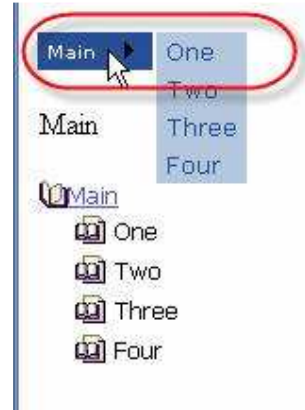 Main One
Two
Main Three
Four
Main
One
Two
Three
Four